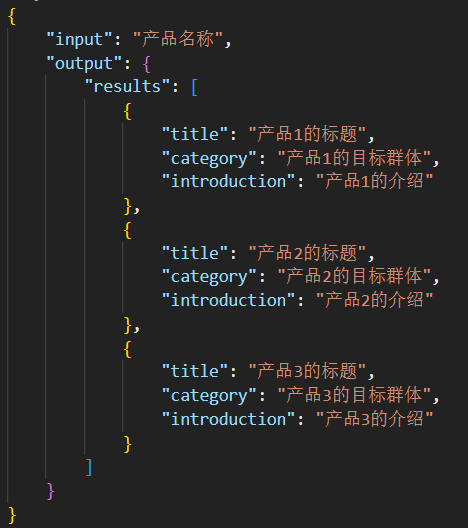 {
    "input": "产品名称",
    "output": {
        "results": [
            {
                "title": "产品1的标题",
                "category": "产品1的目标群体",
                "introduction": "产品1的介绍"
            },
            {
                "title": "产品2的标题",
                "category": "产品2的目标群体",
                "introduction": "产品2的介绍"
            },
            {
                "title": "产品3的标题",
                "category": "产品3的目标群体",
                "introduction": "产品3的介绍"
            }
        ]
    }
}